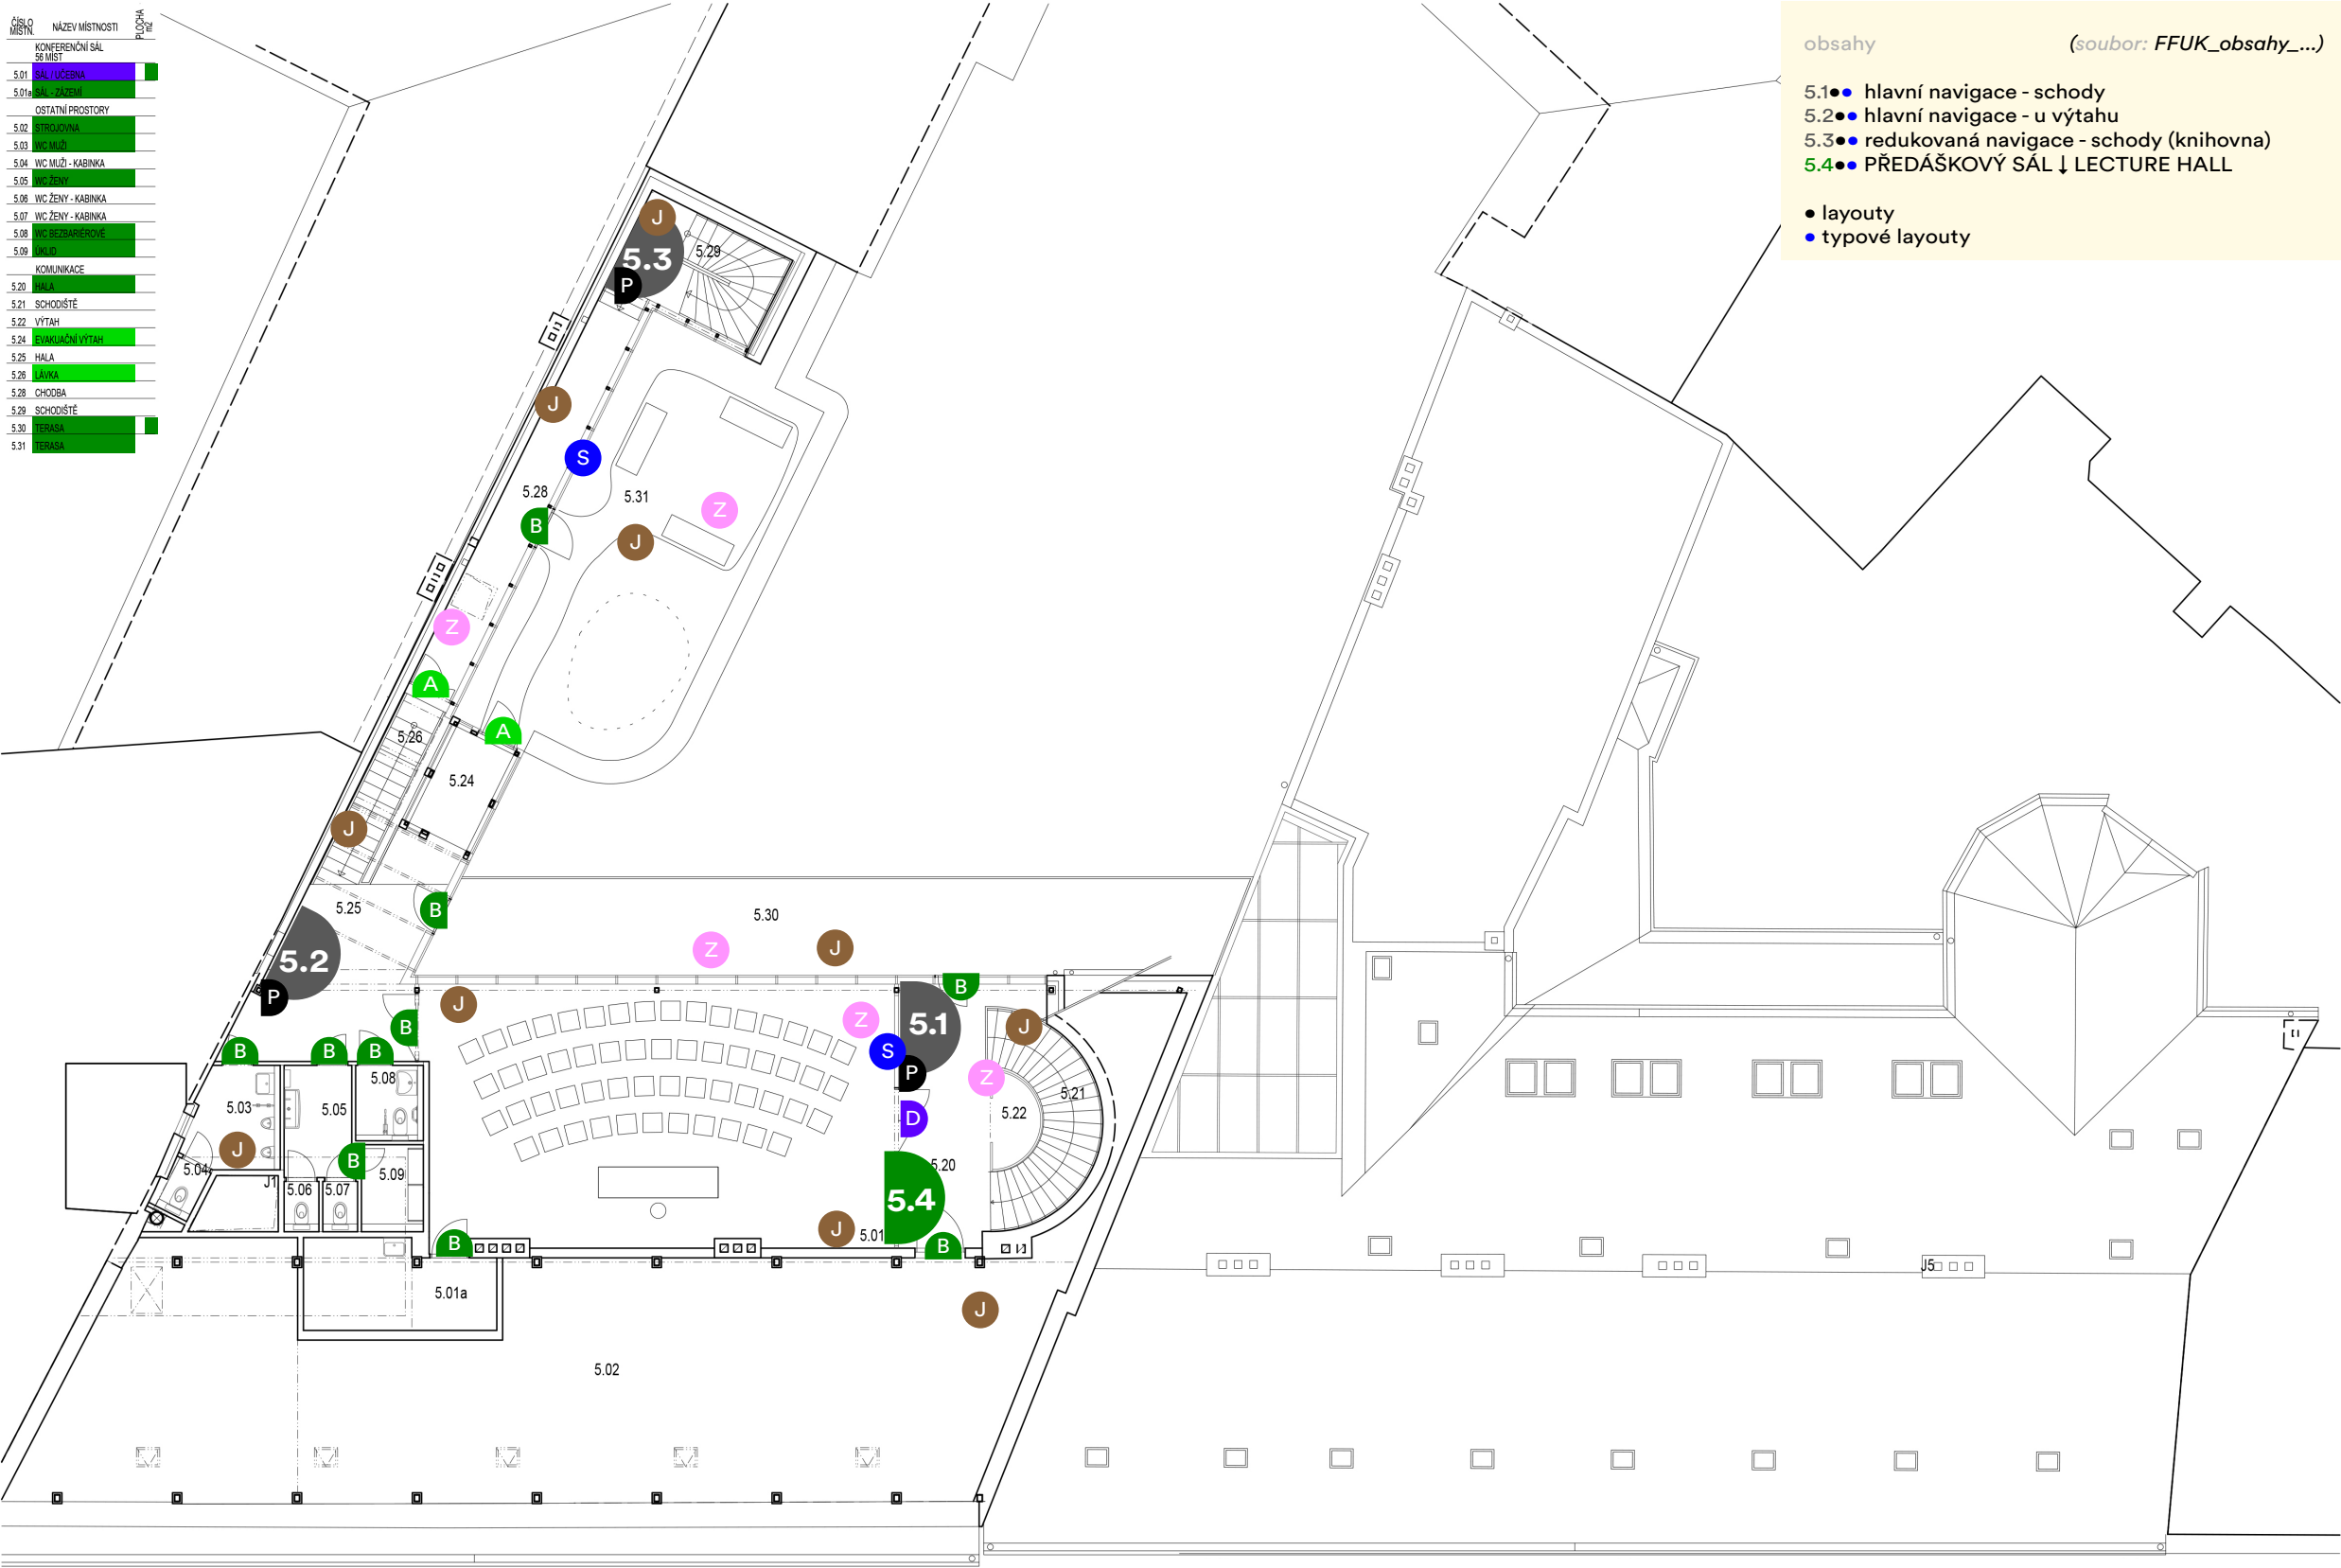 ČÍSLO MÍSTN. NÁZEV MÍSTNOSTI PLOCHA m2
KONFERENČNÍ SÁL
56 MÍST
5.01 SÁL / UČEBNA
5.01a SÁL - ZÁZEMÍ
OSTATNÍ PROSTORY
5.02 STROJOVNA
5.03 WC MUŽI
5.04 WC MUŽI - KABINKA
5.05 WC ŽENY
5.06 WC ŽENY - KABINKA
5.07 WC ŽENY - KABINKA
5.08 WC BEZBARIÉROVÉ
5.09 ÚKLID
KOMUNIKACE
5.20 HALA
5.21 SCHODIŠTĚ
5.22 VÝTAH
5.24 EVAKUAČNÍ VÝTAH
5.25 HALA
5.26 LÁVKA
5.28 CHODBA
5.29 SCHODIŠTĚ
5.30 TERASA
5.31 TERASA
obsahy (soubor: FFUK_obsahy_...)
5.1●● hlavní navigace - schody
5.2●● hlavní navigace - u výtahu
5.3●● redukovaná navigace - schody (knihovna)
5.4●● PŘEDÁŠKOVÝ SÁL ↓ LECTURE HALL
● layouty
● typové layouty
J
5.3
5.29
P
J
S
5.28
5.31
Z
B
J
Z
A
5.26
A
5.24
J
5.25
B
5.30
5.2
Z
J
P
J
B
Z
5.1
B
J
B
B
B
S
P
Z
5.08
5.03
5.05
D
5.22
5.21
J
5.04
B
5.09
5.20
J1
5.06
5.07
5.4
J
5.01
B
B
5.01a
J
J5
5.02